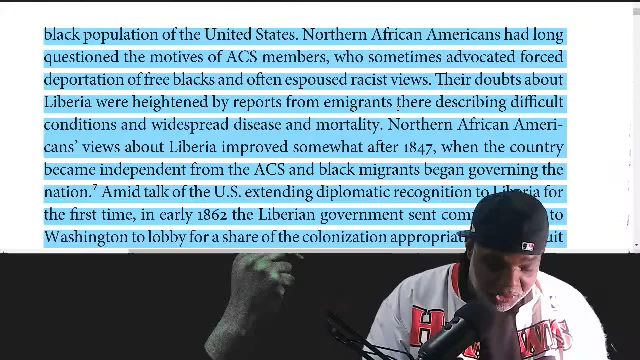 black population of the United States. Northern African Americans had long
questioned the motives of ACS members, who sometimes advocated forced
deportation of free blacks and often espoused racist views. Their doubts about
Liberia were heightened by reports from emigrants there describing difficult
conditions and widespread disease and mortality. Northern African Ameri-
cans' views about Liberia improved somewhat after 1847, when the country
became independent from the ACS and black migrants began governing the
nation.7 Amid talk of the U.S. extending diplomatic recognition to Liberia for
the first time, in early 1862 the Liberian government sent to
Washington to lobby for a share of the colonization